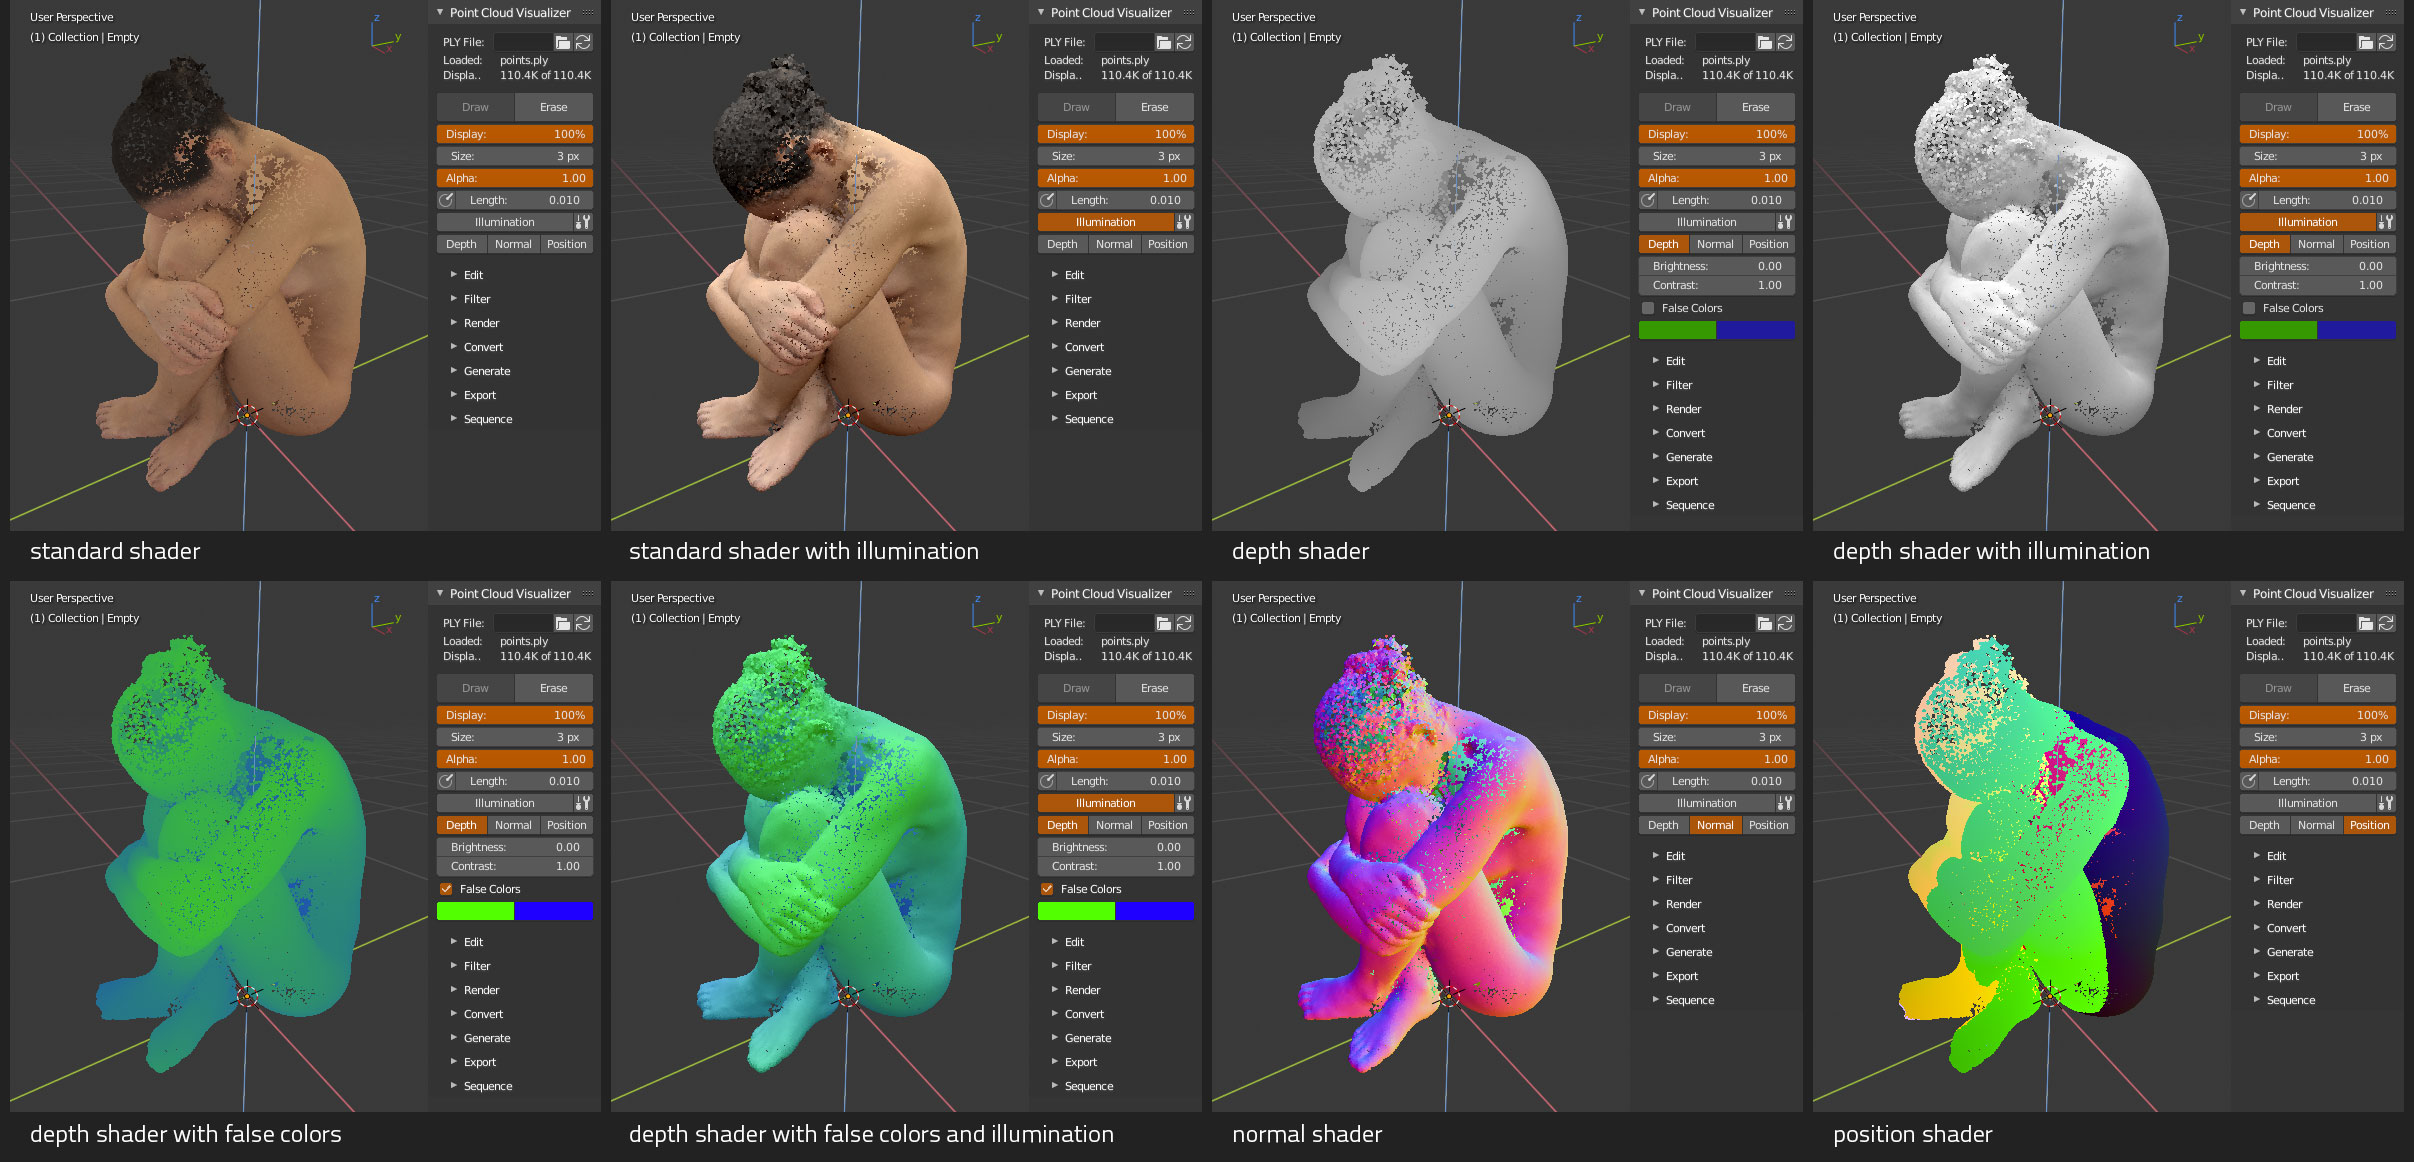 User Perspective
(1) Collection | Empty
z
y
x
Point Cloud Visualizer
PLY File:
Loaded: points.ply
Displa.. 110.4K of 110.4K
Draw Erase
Display: 100%
Size: 3 px
Alpha: 1.00
Length: 0.010
Illumination
Depth Normal Position
Edit
Filter
Render
Convert
Generate
Export
Sequence
standard shader
User Perspective
(1) Collection | Empty
z
y
x
Point Cloud Visualizer
PLY File:
Loaded: points.ply
Displa.. 110.4K of 110.4K
Draw Erase
Display: 100%
Size: 3 px
Alpha: 1.00
Length: 0.010
Illumination
Depth Normal Position
Edit
Filter
Render
Convert
Generate
Export
Sequence
standard shader with illumination
User Perspective
(1) Collection | Empty
z
y
x
Point Cloud Visualizer
PLY File:
Loaded: points.ply
Displa.. 110.4K of 110.4K
Draw Erase
Display: 100%
Size: 3 px
Alpha: 1.00
Length: 0.010
Illumination
Depth Normal Position
Brightness: 0.00
Contrast: 1.00
False Colors
Edit
Filter
Render
Convert
Generate
Export
Sequence
depth shader
User Perspective
(1) Collection | Empty
z
y
x
Point Cloud Visualizer
PLY File:
Loaded: points.ply
Displa.. 110.4K of 110.4K
Draw Erase
Display: 100%
Size: 3 px
Alpha: 1.00
Length: 0.010
Illumination
Depth Normal Position
Brightness: 0.00
Contrast: 1.00
False Colors
Edit
Filter
Render
Convert
Generate
Export
Sequence
depth shader with illumination
User Perspective
(1) Collection | Empty
z
y
x
Point Cloud Visualizer
PLY File:
Loaded: points.ply
Displa.. 110.4K of 110.4K
Draw Erase
Display: 100%
Size: 3 px
Alpha: 1.00
Length: 0.010
Illumination
Depth Normal Position
Brightness: 0.00
Contrast: 1.00
False Colors
Edit
Filter
Render
Convert
Generate
Export
Sequence
depth shader with false colors
User Perspective
(1) Collection | Empty
z
y
x
Point Cloud Visualizer
PLY File:
Loaded: points.ply
Displa.. 110.4K of 110.4K
Draw Erase
Display: 100%
Size: 3 px
Alpha: 1.00
Length: 0.010
Illumination
Depth Normal Position
Brightness: 0.00
Contrast: 1.00
False Colors
Edit
Filter
Render
Convert
Generate
Export
Sequence
depth shader with false colors and illumination
User Perspective
(1) Collection | Empty
z
y
x
Point Cloud Visualizer
PLY File:
Loaded: points.ply
Displa.. 110.4K of 110.4K
Draw Erase
Display: 100%
Size: 3 px
Alpha: 1.00
Length: 0.010
Illumination
Depth Normal Position
Edit
Filter
Render
Convert
Generate
Export
Sequence
normal shader
User Perspective
(1) Collection | Empty
z
y
x
Point Cloud Visualizer
PLY File:
Loaded: points.ply
Displa.. 110.4K of 110.4K
Draw Erase
Display: 100%
Size: 3 px
Alpha: 1.00
Length: 0.010
Illumination
Depth Normal Position
Edit
Filter
Render
Convert
Generate
Export
Sequence
position shader